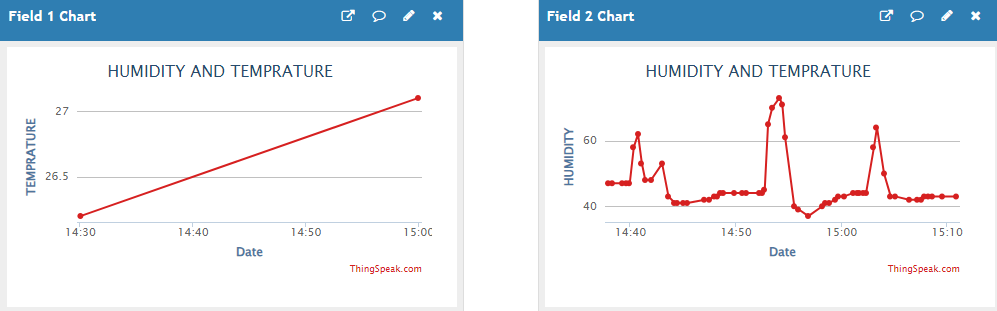 Field 1 Chart
HUMIDITY AND TEMPRATURE
TEMPRATURE
27
26.5
14:30 14:40 14:50 15:00
Date
ThingSpeak.com
Field 2 Chart
HUMIDITY AND TEMPRATURE
HUMIDITY
60
40
14:40 14:50 15:00 15:10
Date
ThingSpeak.com